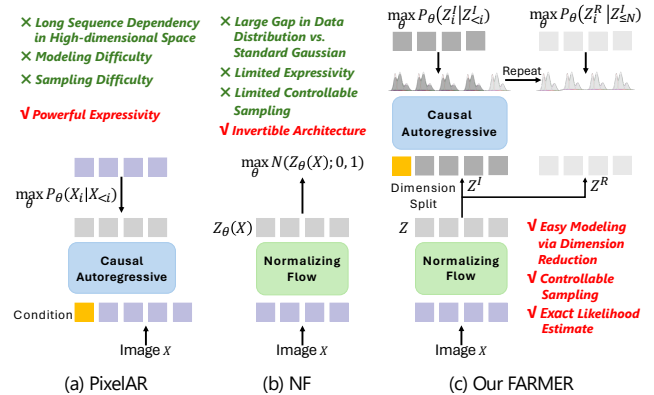 × Long Sequence Dependency
in High-dimensional Space
× Modeling Difficulty
× Sampling Difficulty
√ Powerful Expressivity
max P_θ(X_i|X_{<i})
θ
Causal
Autoregressive
Condition
Image X
(a) PixelAR
× Large Gap in Data
Distribution vs.
Standard Gaussian
× Limited Expressivity
× Limited Controllable
Sampling
√ Invertible Architecture
max N(Z_θ(X); 0, 1)
θ
Z_θ(X)
Normalizing
Flow
Image X
(b) NF
max P_θ(Z_i^I|Z_{<i}^I)
θ
max P_θ(Z_i^R|Z_{≤N}^I)
θ
Repeat
Causal
Autoregressive
Dimension
Split
Z^I
Z^R
Z
Normalizing
Flow
√ Easy Modeling
via Dimension
Reduction
√ Controllable
Sampling
√ Exact Likelihood
Estimate
Image X
(c) Our FARMER